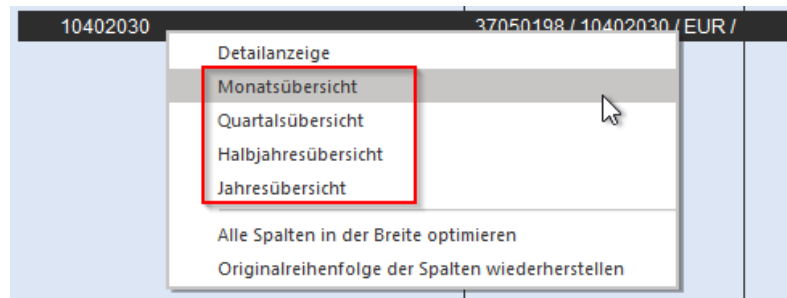 10402030 37050198 / 10402030 / EUR /
Detailanzeige
Monatsübersicht
Quartalsübersicht
Halbjahresübersicht
Jahresübersicht
Alle Spalten in der Breite optimieren
Originalreihenfolge der Spalten wiederherstellen